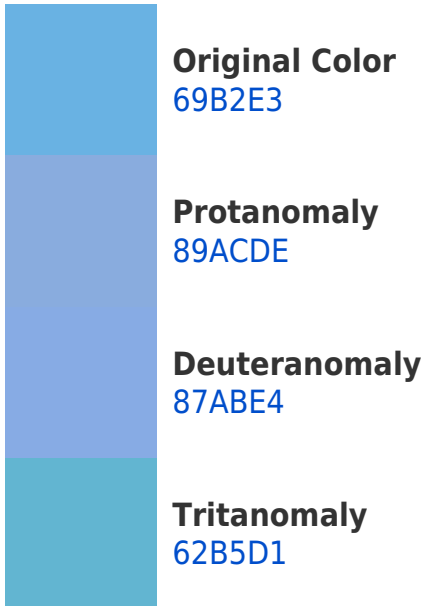 Original Color
69B2E3
Protanomaly
89ACDE
Deuteranomaly
87ABE4
Tritanomaly
62B5D1